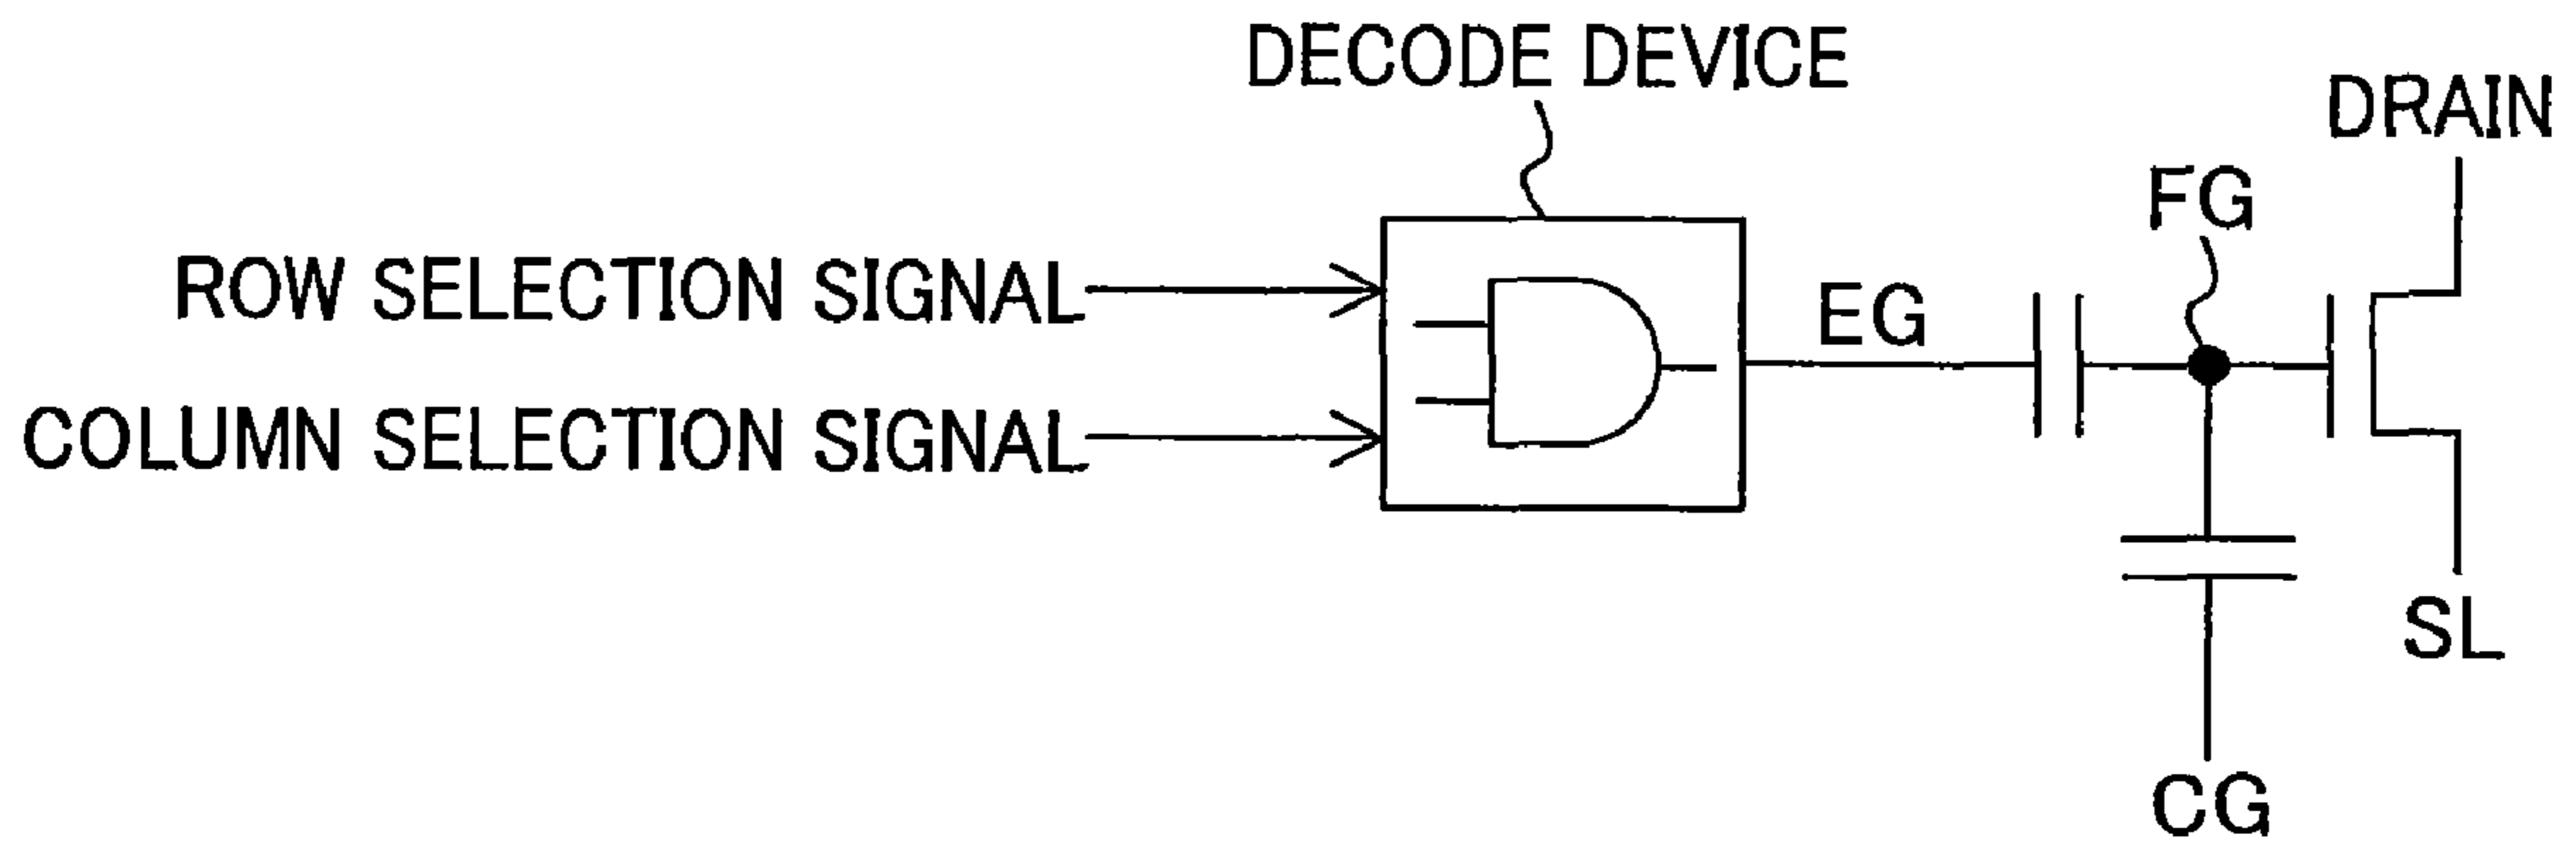 DECODE DEVICE
DRAIN
FG
ROW SELECTION SIGNAL
EG
COLUMN SELECTION SIGNAL
SL
CG